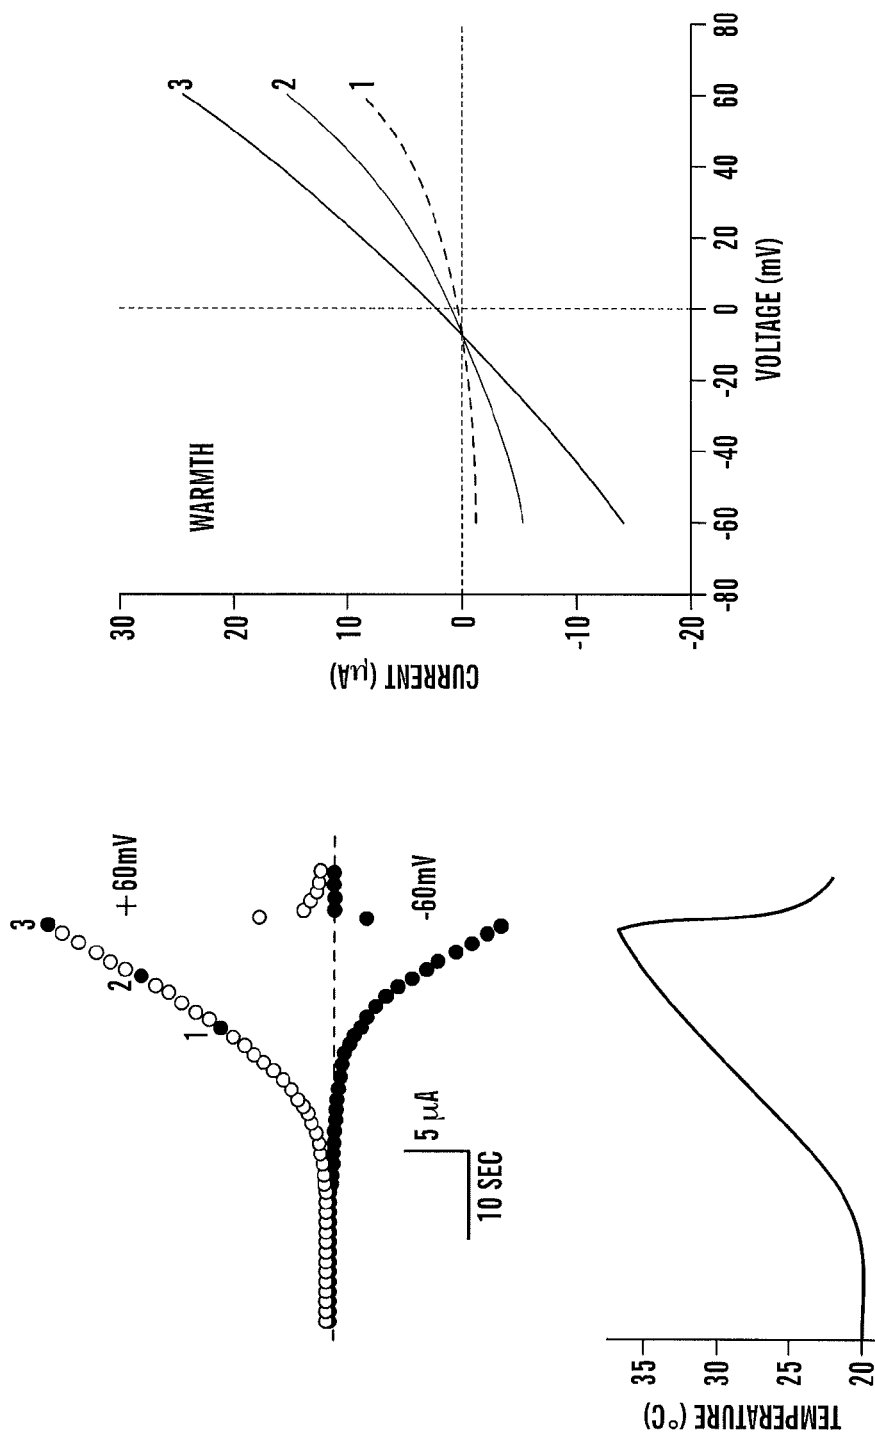 3
2
1
+60mV
-60mV
5 µA
10 SEC
35
30
25
20
TEMPERATURE (°C)
WARMTH
3
2
1
30
20
10
0
-10
-20
CURRENT (µA)
-80 -60 -40 -20 0 20 40 60 80
VOLTAGE (mV)